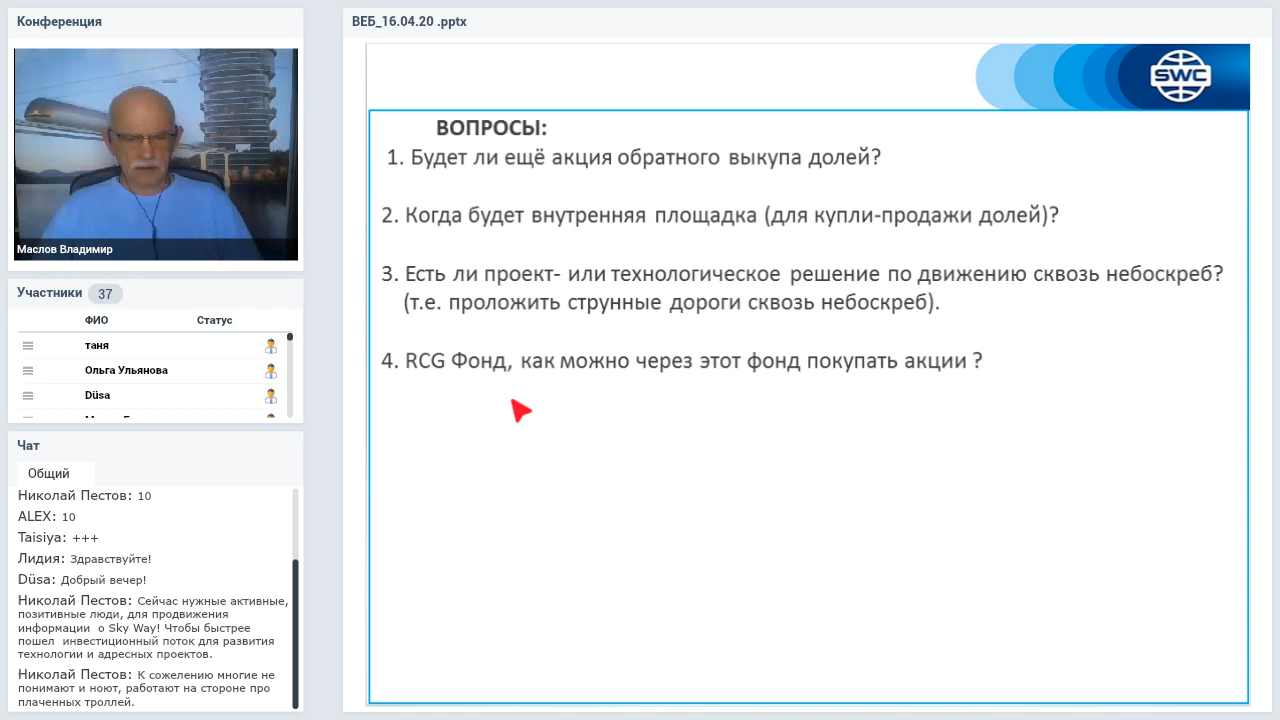 Конференция
Маслов Владимир
Участники 37
ФИО Статус
таня
Ольга Ульянова
Düsa
Чат
Общий
Николай Пестов: 10
ALEX: 10
Taisiya: +++
Лидия: Здравствуйте!
Düsa: Добрый вечер!
Николай Пестов: Сейчас нужные активные,
позитивные люди, для продвижения
информации о Sky Way! Чтобы быстрее
пошел инвестиционный поток для развития
технологии и адресных проектов.
Николай Пестов: К сожелению многие не
понимают и ноют, работают на стороне про
плаченных троллей.
ВЕБ_16.04.20 .pptx
SWC
ВОПРОСЫ:
1. Будет ли ещё акция обратного выкупа долей?
2. Когда будет внутренняя площадка (для купли-продажи долей)?
3. Есть ли проект- или технологическое решение по движению сквозь небоскреб?
(т.е. проложить струнные дороги сквозь небоскреб).
4. RCG Фонд, как можно через этот фонд покупать акции ?